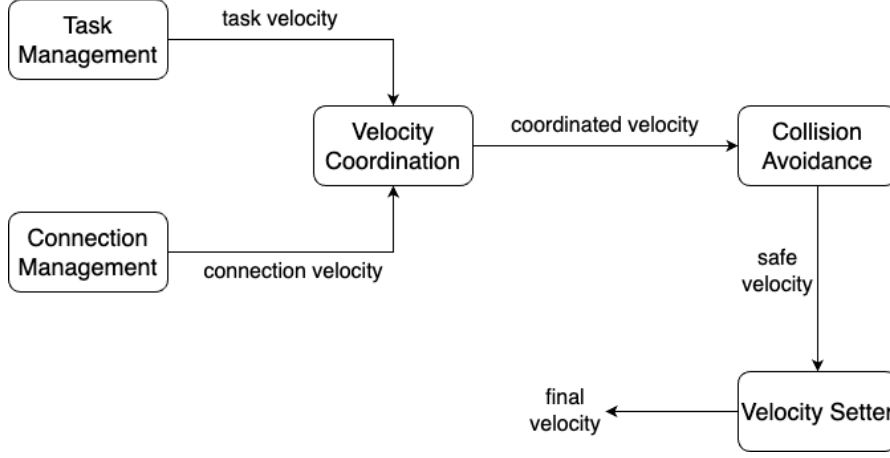 task velocity
Task
Management
Velocity
Coordination
coordinated velocity
Collision
Avoidance
Connection
Management
connection velocity
safe
velocity
final
velocity
Velocity Setter